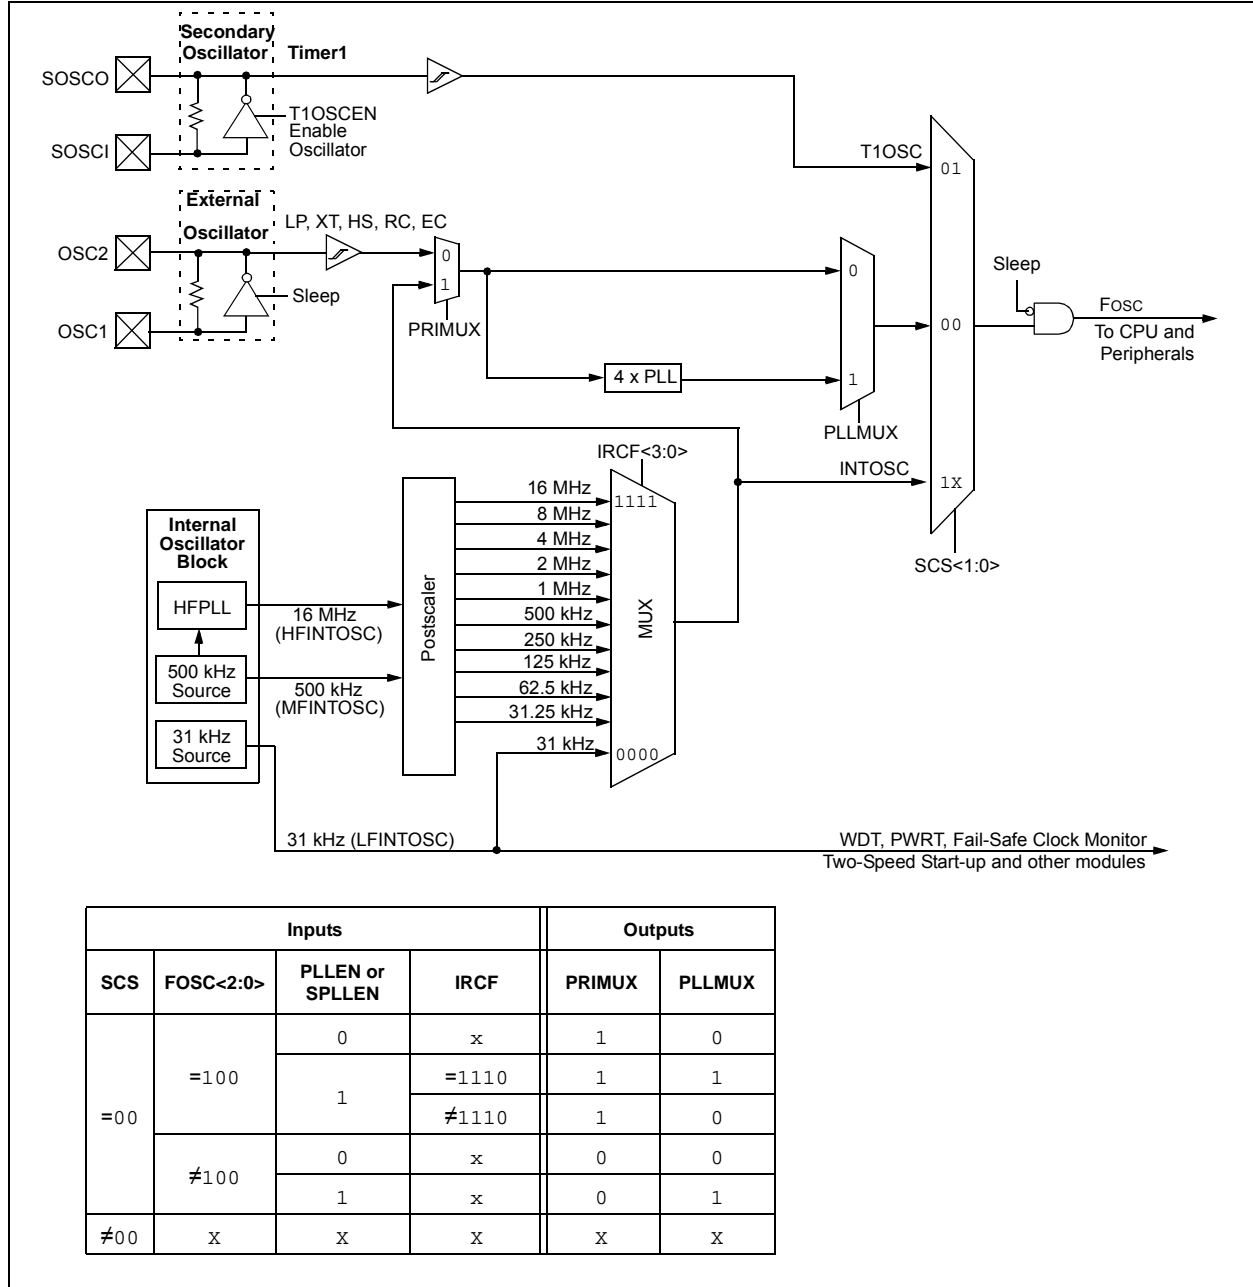 Secondary
Oscillator
Timer1
SOSCO
T1OSCEN
Enable
Oscillator
SOSCI
T1OSC
01
External
Oscillator
LP, XT, HS, RC, EC
OSC2
0
1
Sleep
OSC1
PRIMUX
0
4 x PLL
1
PLLMUX
00
Sleep
FOSC
To CPU and
Peripherals
IRCF<3:0>
INTOSC
1X
SCS<1:0>
Internal
Oscillator
Block
HFPLL
500 kHz
Source
31 kHz
Source
16 MHz
(HFINTOSC)
500 kHz
(MFINTOSC)
Postscaler
16 MHz
8 MHz
4 MHz
2 MHz
1 MHz
500 kHz
250 kHz
125 kHz
62.5 kHz
31.25 kHz
31 kHz
1111
MUX
0000
31 kHz (LFINTOSC)
WDT, PWRT, Fail-Safe Clock Monitor
Two-Speed Start-up and other modules
Inputs Outputs
SCS FOSC<2:0> PLLEN or SPLLEN IRCF PRIMUX PLLMUX
=00 =100 0 x 1 0
1 =1110 1 1
≠1110 1 0
≠100 0 x 0 0
1 x 0 1
≠00 X X X X X